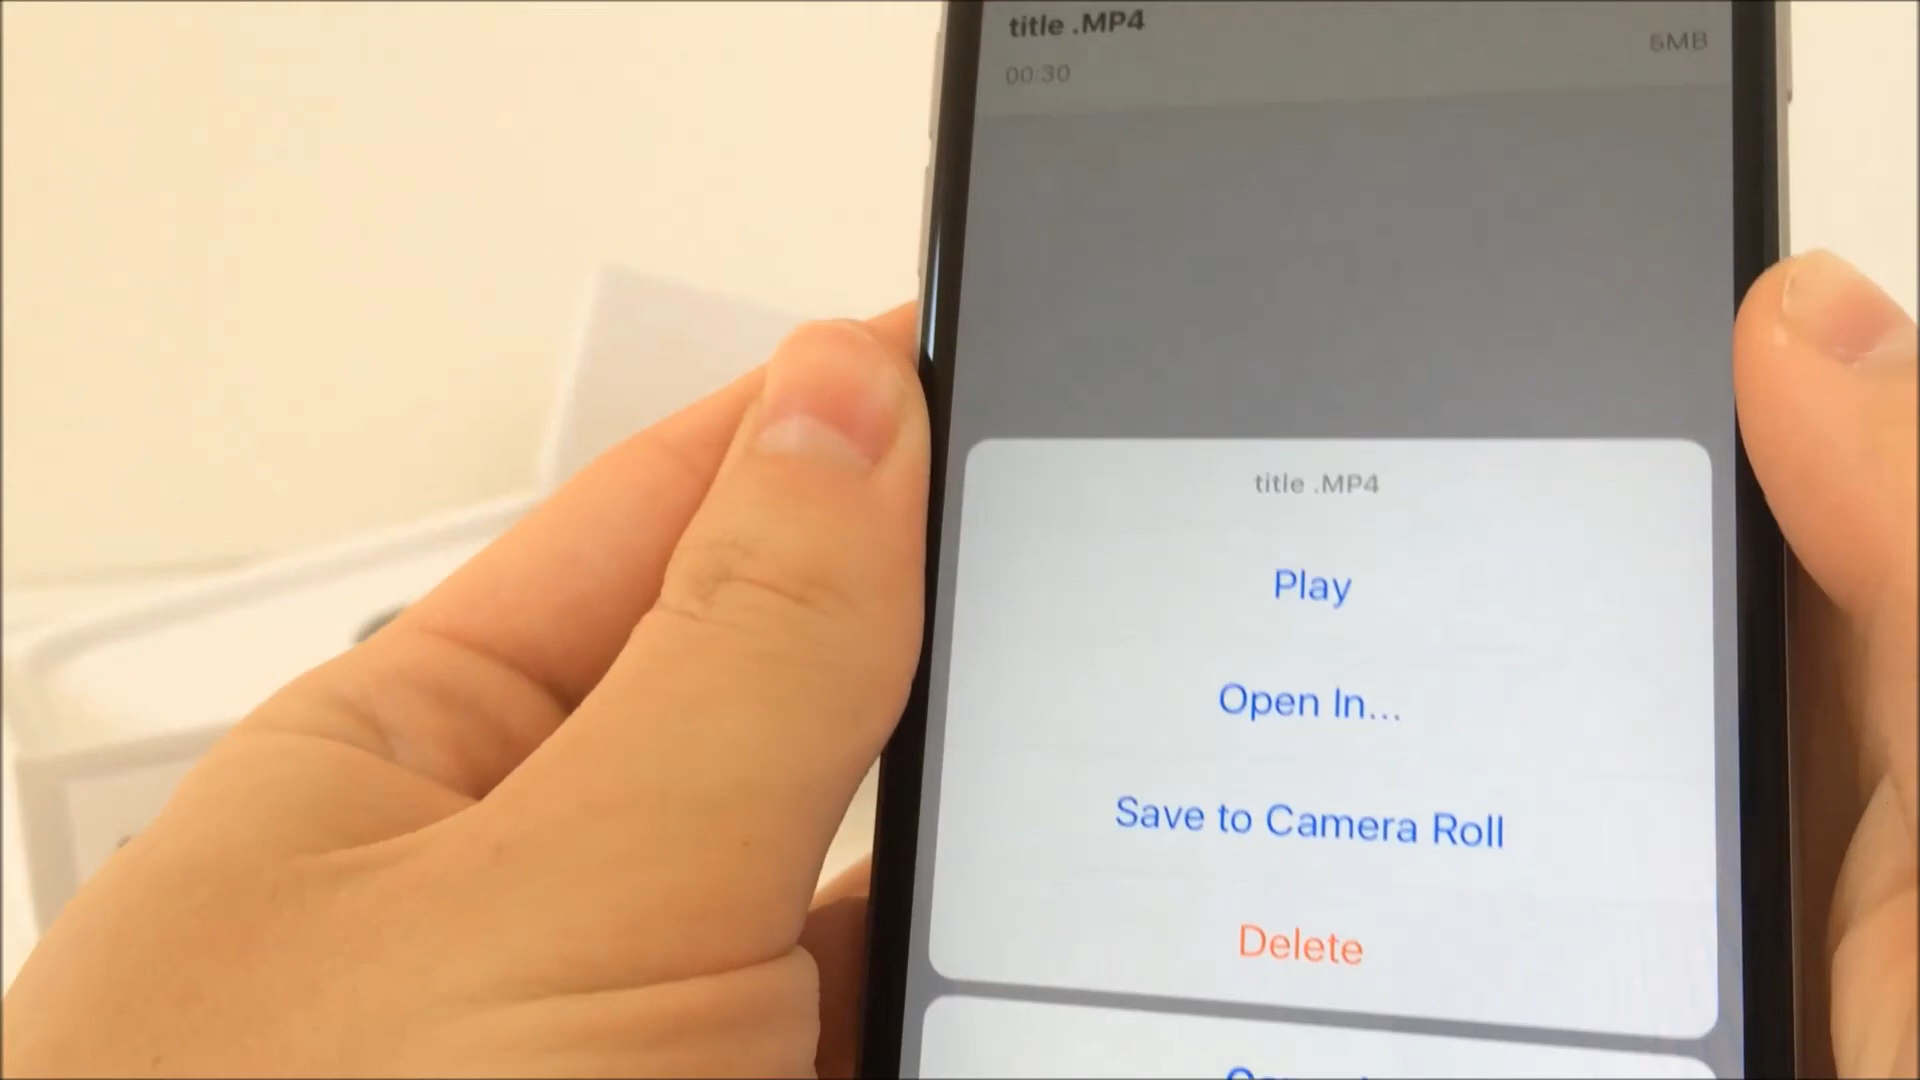 title .MP4
5MB
00:30
title .MP4
Play
Open In...
Save to Camera Roll
Delete